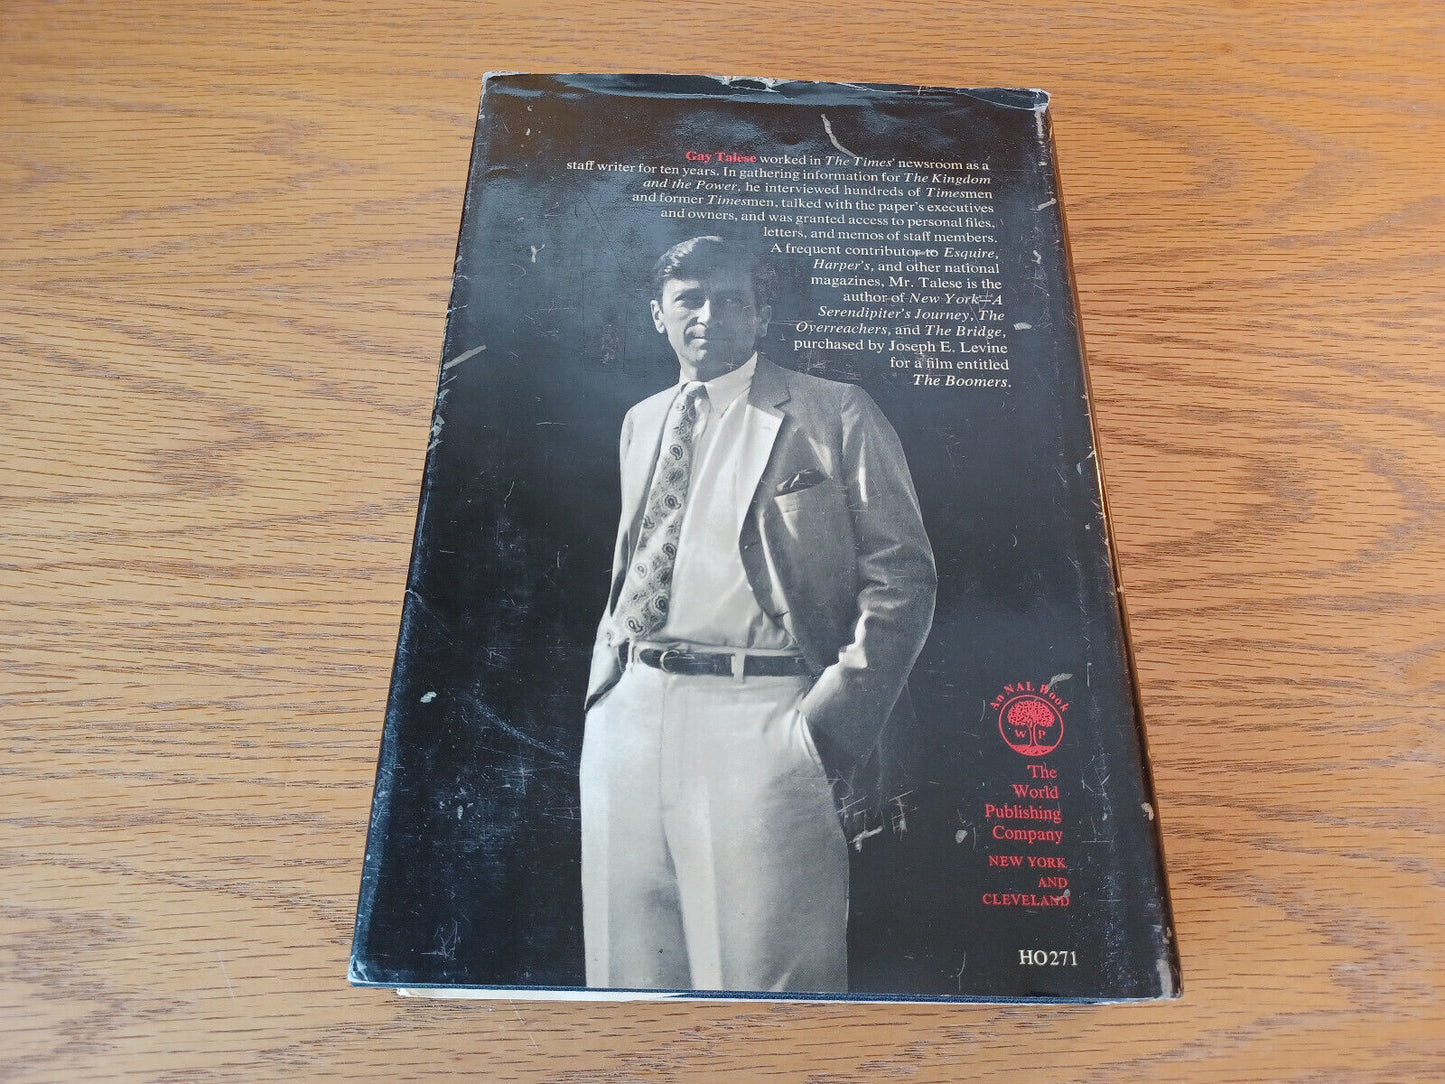 Gay Talese worked in The Times' newsroom as a
staff writer for ten years. In gathering information for The Kingdom
and the Power, he interviewed hundreds of Timesmen
and former Timesmen, talked with the paper's executives
and owners, and was granted access to personal files,
letters, and memos of staff members.
A frequent contributor to Esquire,
Harper's, and other national
magazines, Mr. Talese is the
author of New York—A
Serendipiter's Journey, The
Overreachers, and The Bridge,
purchased by Joseph E. Levine
for a film entitled
The Boomers.
An NAL Book
W P
The
World
Publishing
Company
NEW YORK
AND
CLEVELAND
HO271